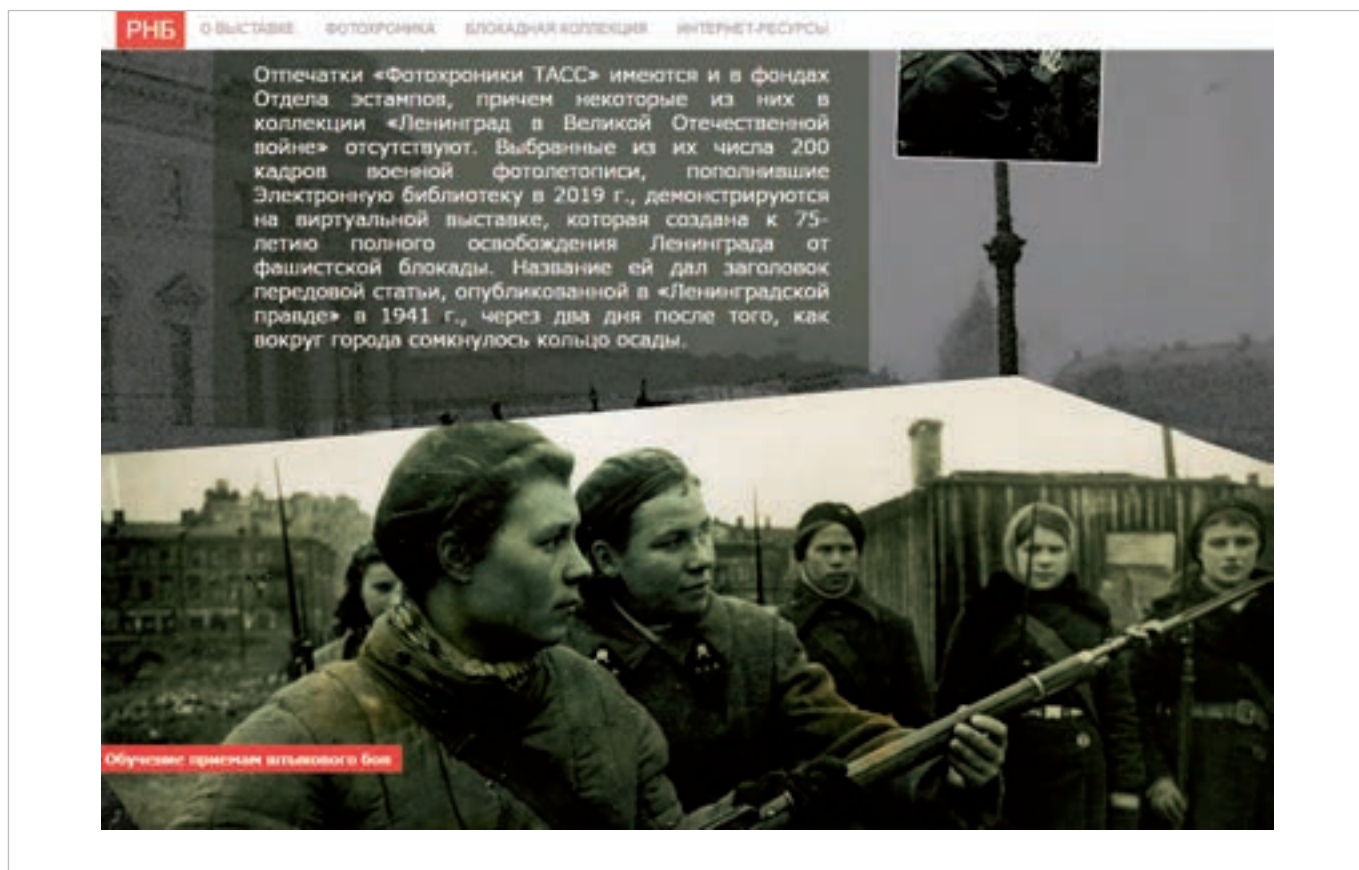 РНБ О ВЫСТАВКЕ ФОТОХРОНИКА БЛОКАДНАЯ КОЛЛЕКЦИЯ ИНТЕРНЕТ-РЕСУРСЫ
Отпечатки «Фотохроники ТАСС» имеются и в фондах
Отдела эстампов, причем некоторые из них в
коллекции «Ленинград в Великой Отечественной
войне» отсутствуют. Выбранные из их числа 200
кадров военной фотолетописи, пополнившие
Электронную библиотеку в 2019 г., демонстрируются
на виртуальной выставке, которая создана к 75-
летию полного освобождения Ленинграда от
фашистской блокады. Название ей дал заголовок
передовой статьи, опубликованной в «Ленинградской
правде» в 1941 г., через два дня после того, как
вокруг города сомкнулось кольцо осады.
Обучение приемам штыкового боя